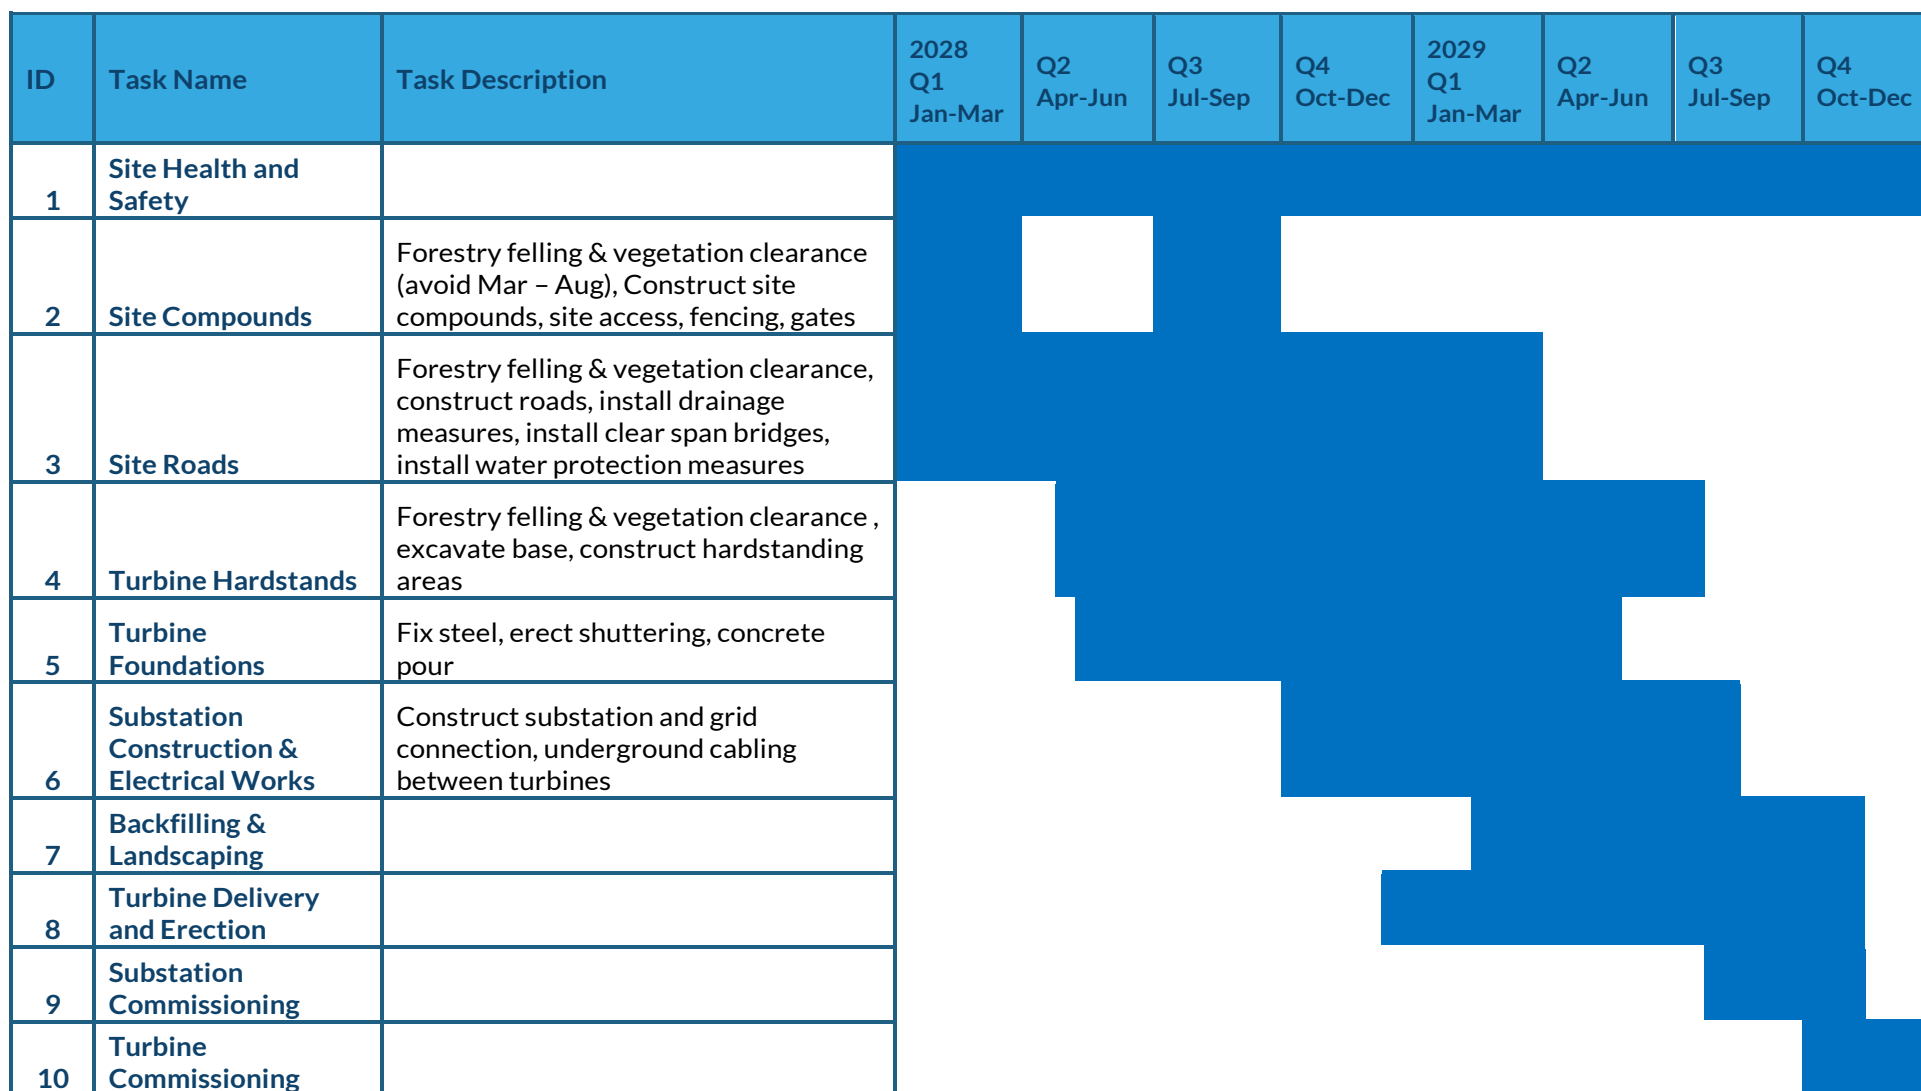 ID
Task Name
Task Description
2028
Q1
Jan-Mar
Q2
Apr-Jun
Q3
Jul-Sep
Q4
Oct-Dec
2029
Q1
Jan-Mar
Q2
Apr-Jun
Q3
Jul-Sep
Q4
Oct-Dec
1
Site Health and
Safety
2
Site Compounds
Forestry felling & vegetation clearance
(avoid Mar – Aug), Construct site
compounds, site access, fencing, gates
3
Site Roads
Forestry felling & vegetation clearance,
construct roads, install drainage
measures, install clear span bridges,
install water protection measures
4
Turbine Hardstands
Forestry felling & vegetation clearance ,
excavate base, construct hardstanding
areas
5
Turbine
Foundations
Fix steel, erect shuttering, concrete
pour
6
Substation
Construction &
Electrical Works
Construct substation and grid
connection, underground cabling
between turbines
7
Backfilling &
Landscaping
8
Turbine Delivery
and Erection
9
Substation
Commissioning
10
Turbine
Commissioning